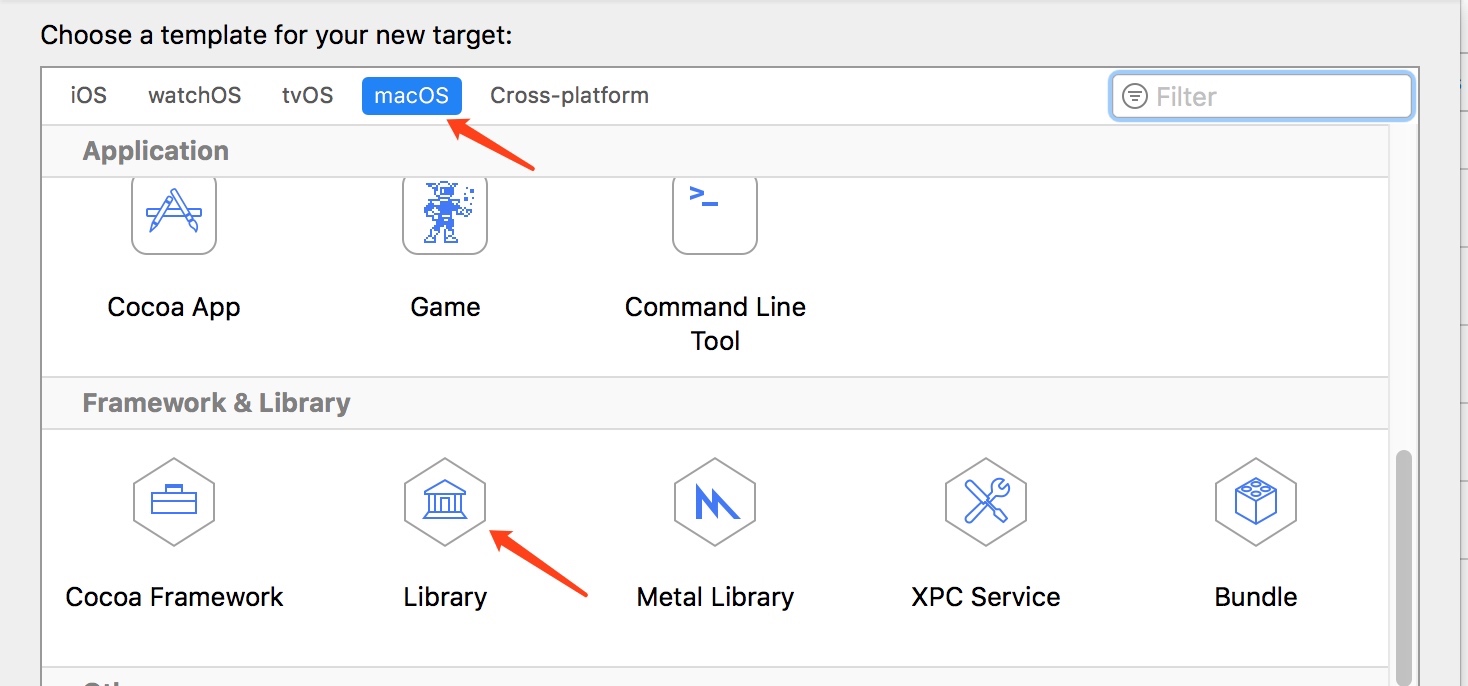 Choose a template for your new target:
iOS watchOS tvOS macOS Cross-platform Filter
Application
>_
Cocoa App Game Command Line
Tool
Framework & Library
Cocoa Framework Library Metal Library XPC Service Bundle